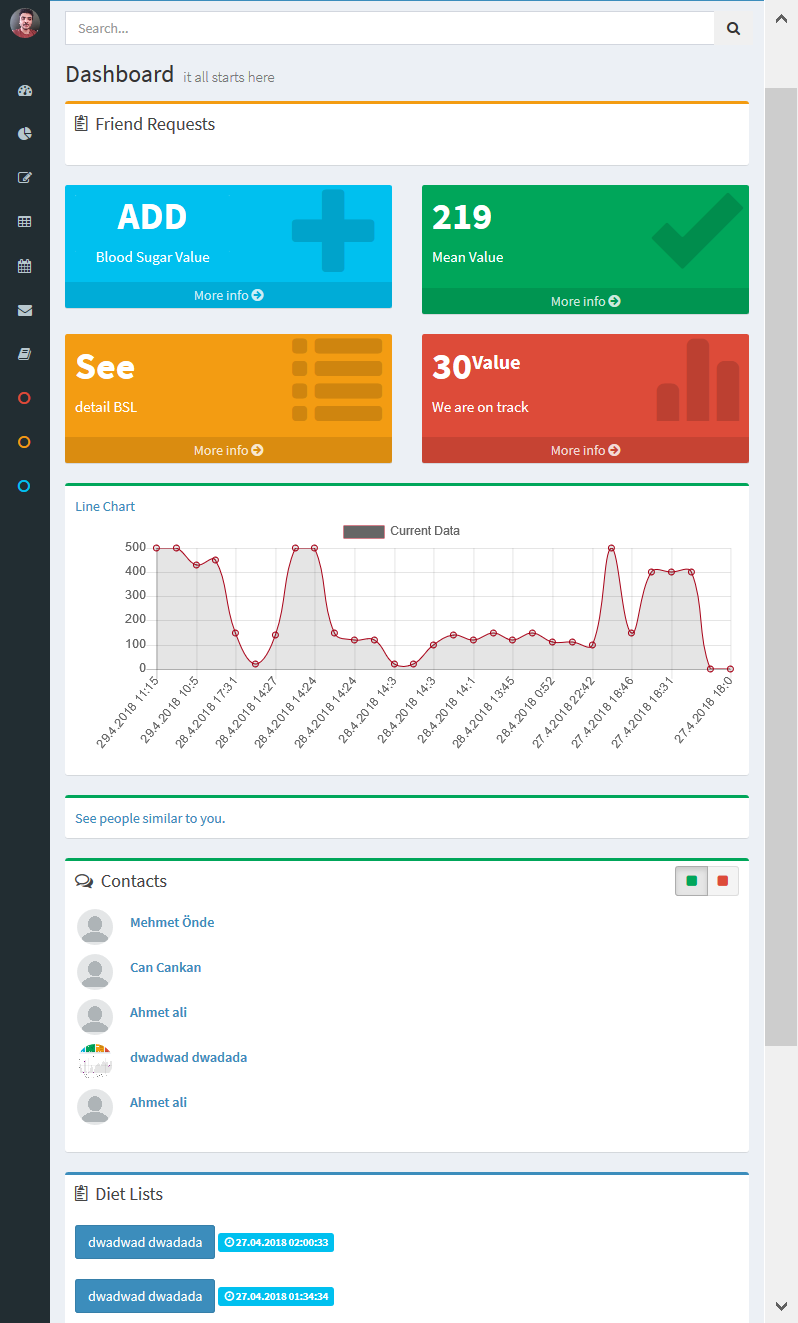 Search...
Dashboard it all starts here
Friend Requests
ADD
Blood Sugar Value
More info
219
Mean Value
More info
See
detail BSL
More info
30Value
We are on track
More info
Line Chart
Current Data
500
400
300
200
100
0
29.4.2018 11:15
29.4.2018 10:5
28.4.2018 17:31
28.4.2018 14:27
28.4.2018 14:24
28.4.2018 14:24
28.4.2018 14:3
28.4.2018 14:3
28.4.2018 14:1
28.4.2018 13:45
28.4.2018 0:52
27.4.2018 22:42
27.4.2018 18:46
27.4.2018 18:31
27.4.2018 18:0
See people similar to you.
Contacts
Mehmet Önde
Can Cankan
Ahmet ali
dwadwad dwadada
Ahmet ali
Diet Lists
dwadwad dwadada 27.04.2018 02:00:33
dwadwad dwadada 27.04.2018 01:34:34